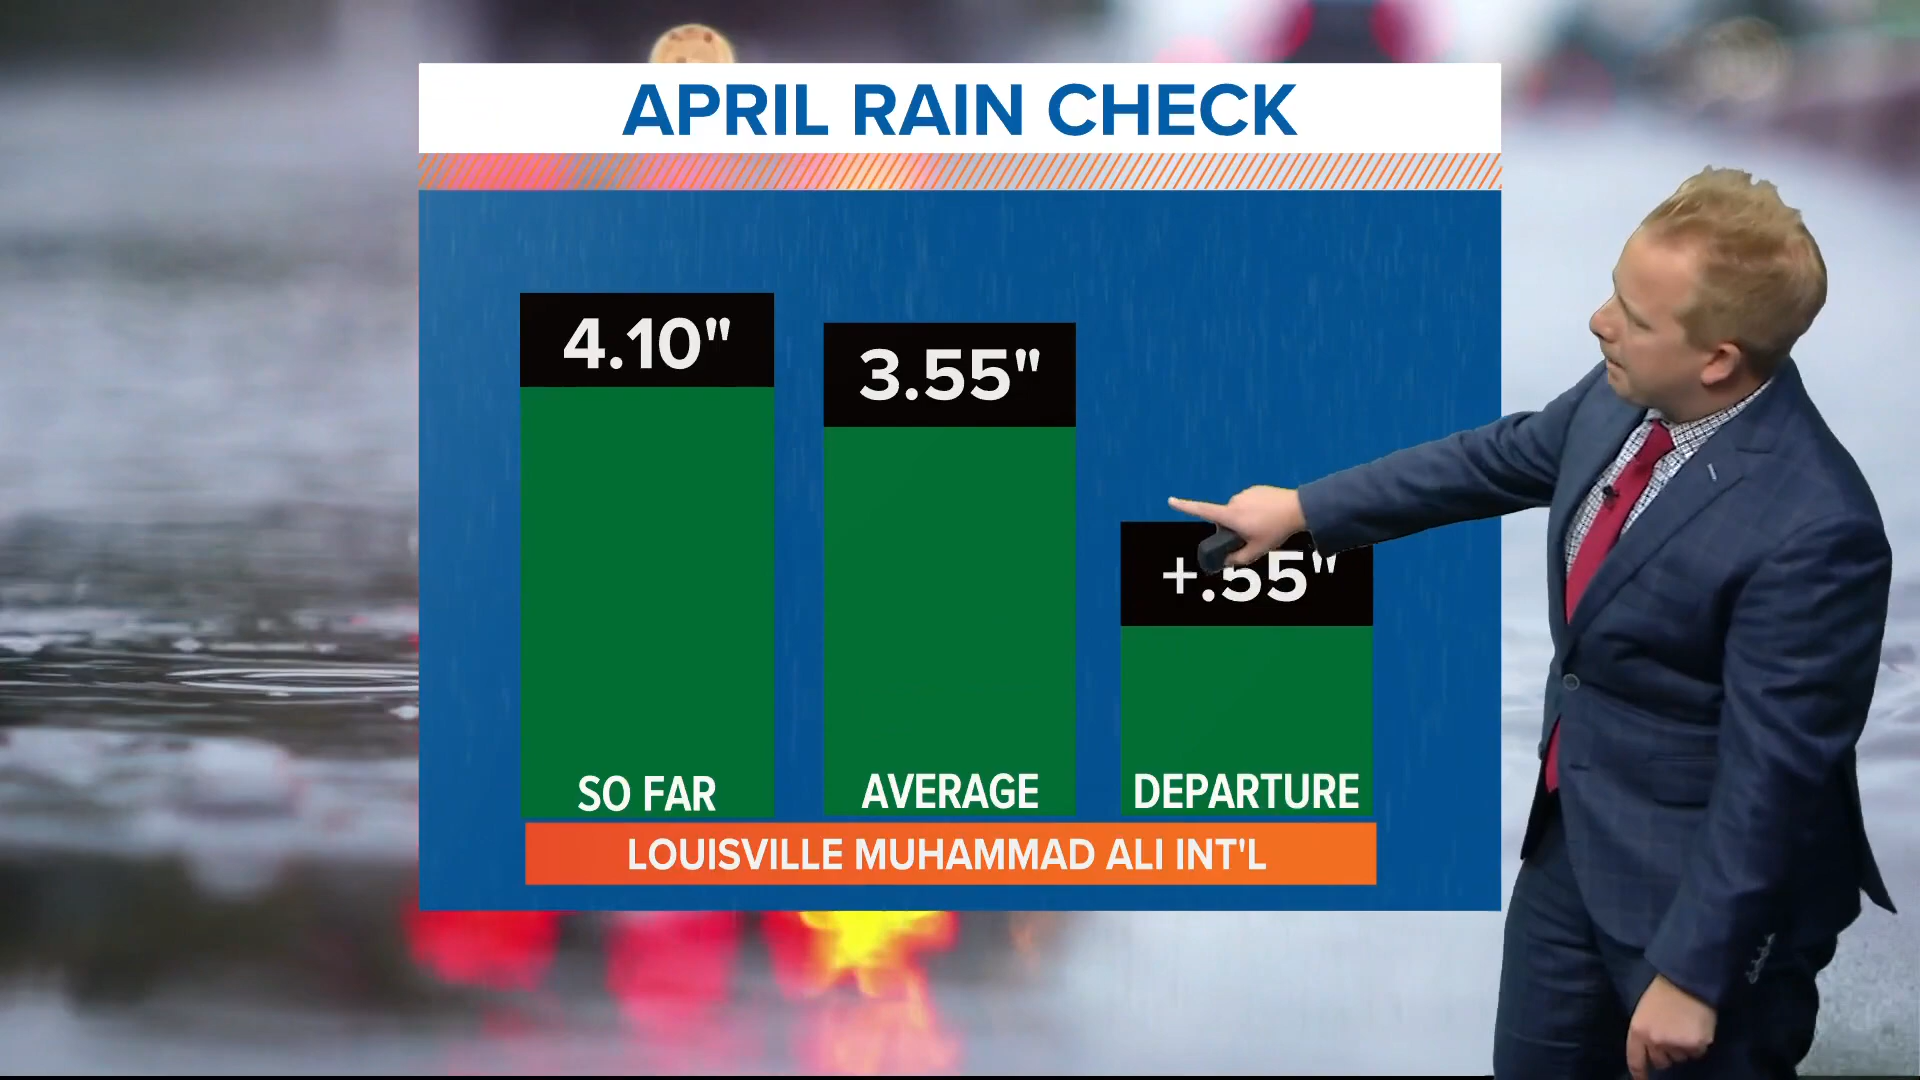 APRIL RAIN CHECK
4.10"
3.55"
+.55"
SO FAR
AVERAGE
DEPARTURE
LOUISVILLE MUHAMMAD ALI INT'L